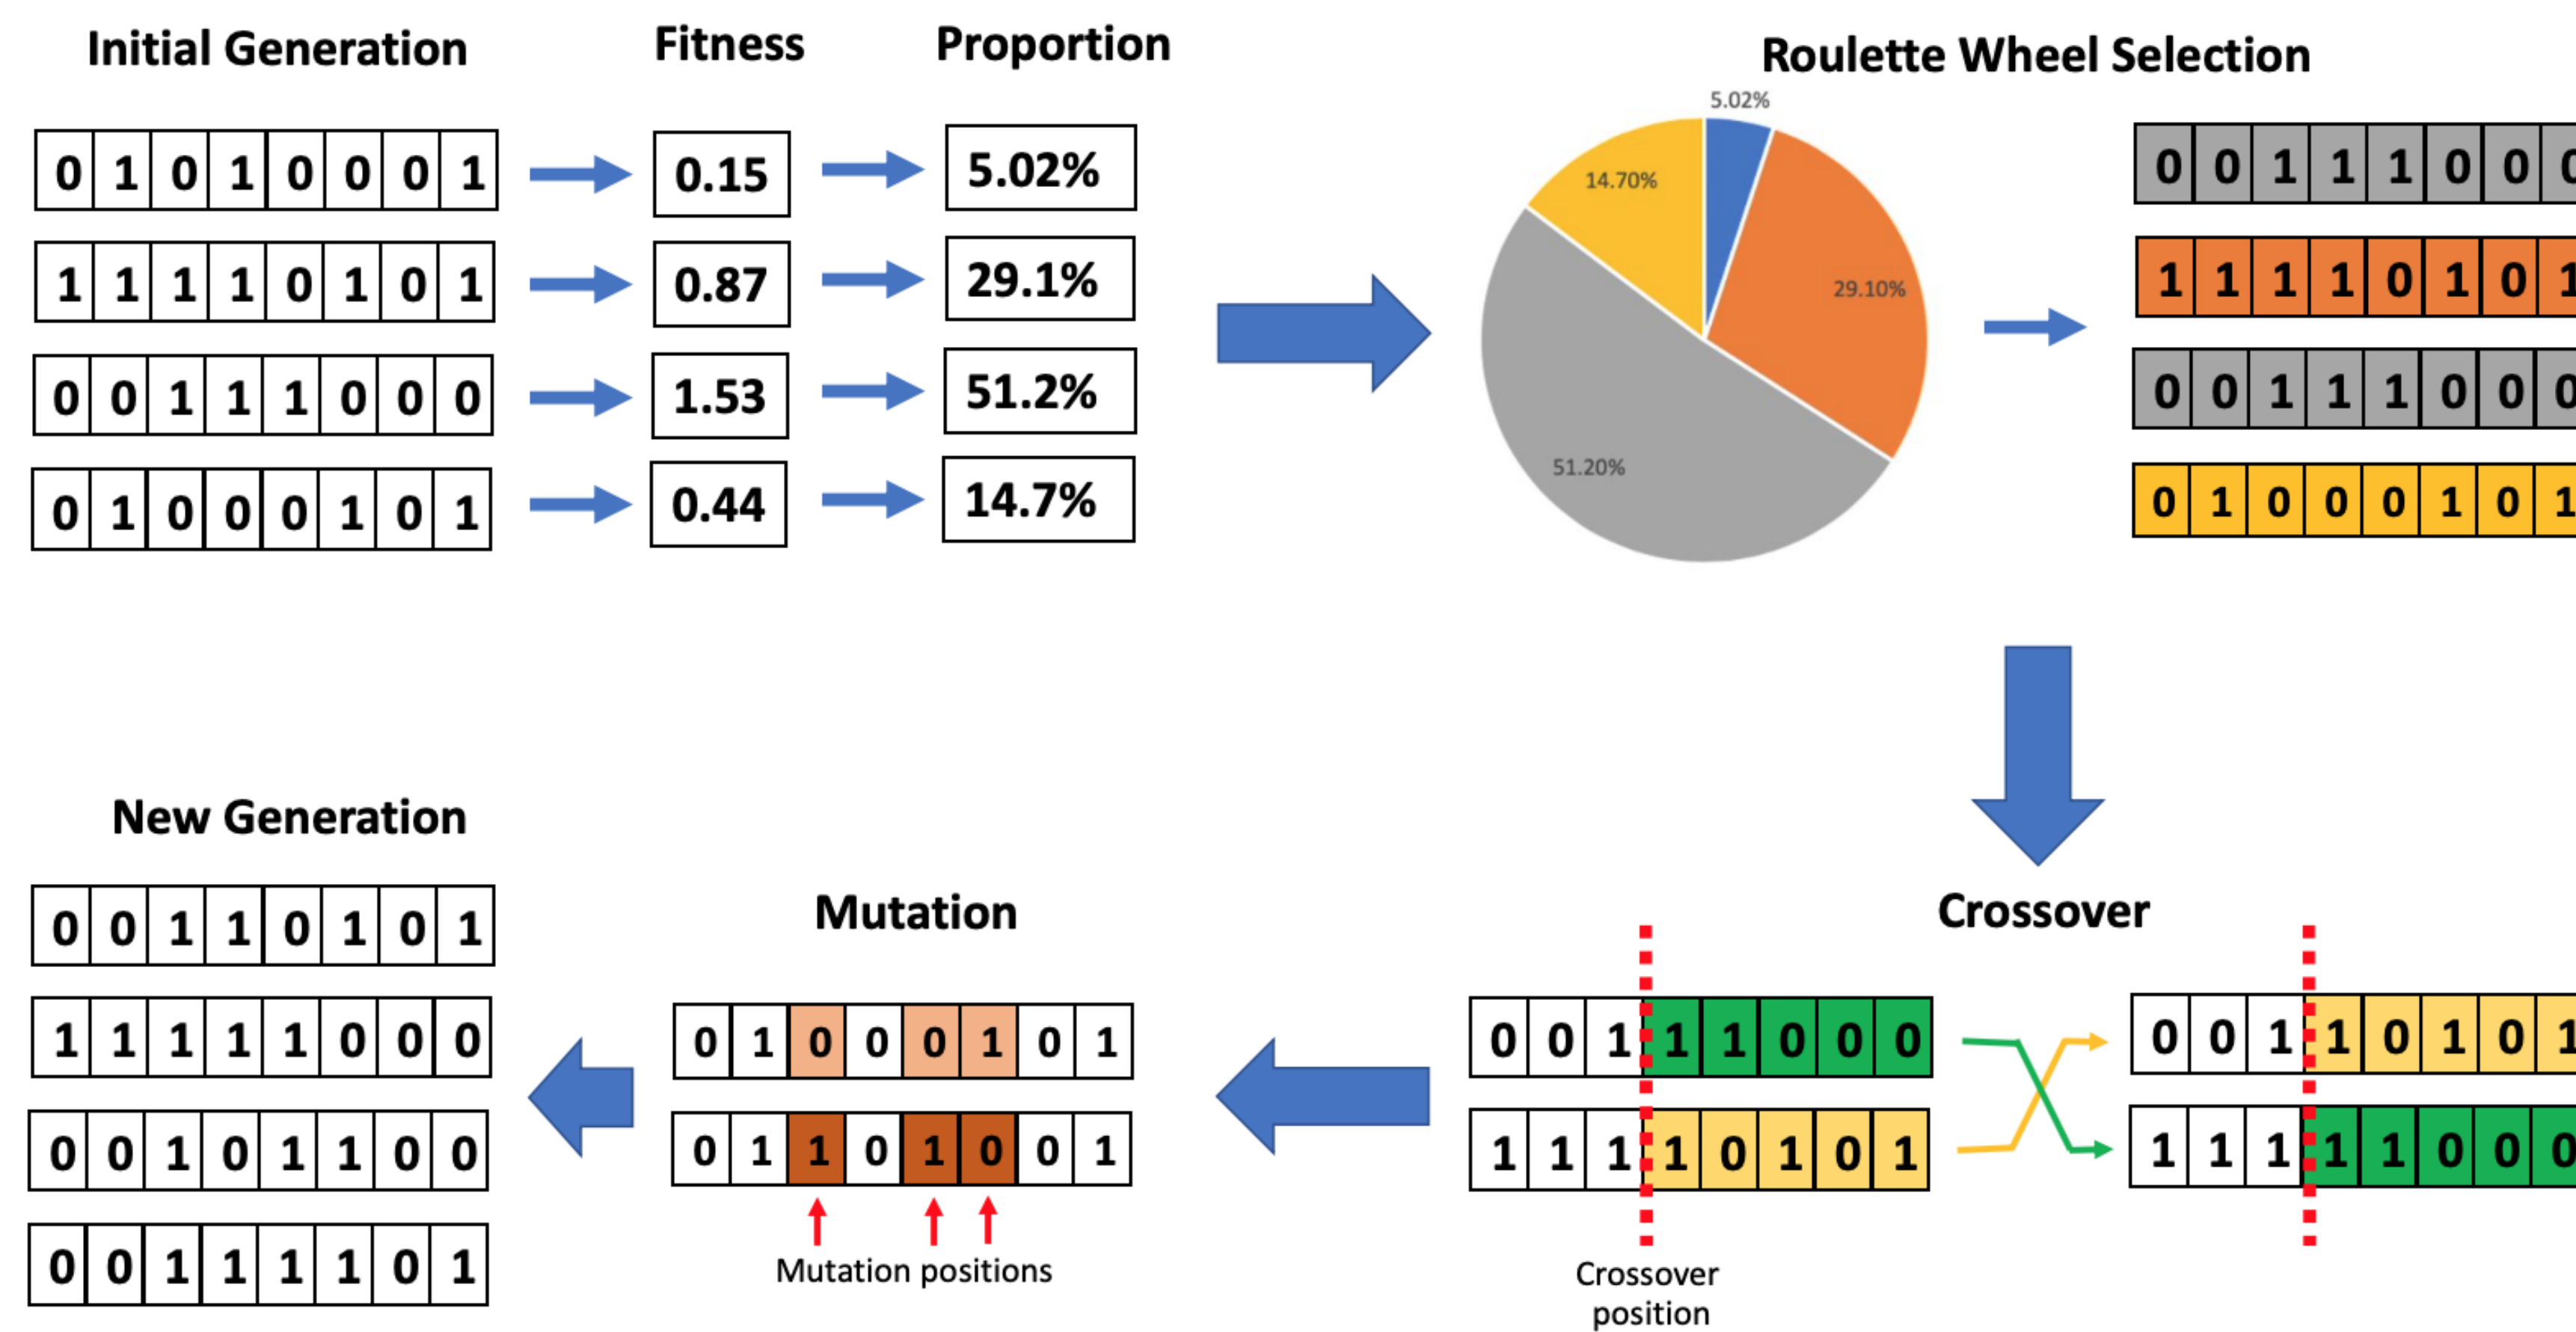 Initial Generation
Fitness
Proportion
Roulette Wheel Selection
0 1 0 1 0 0 0 1
0.15
5.02%
1 1 1 1 0 1 0 1
0.87
29.1%
0 0 1 1 1 0 0 0
1.53
51.2%
0 1 0 0 0 1 0 1
0.44
14.7%
5.02%
14.70%
29.10%
51.20%
0 0 1 1 1 0 0 0
1 1 1 1 0 1 0 1
0 0 1 1 1 0 0 0
0 1 0 0 0 1 0 1
Crossover
0 0 1 1 1 0 0 0
1 1 1 1 0 1 0 1
0 0 1 1 0 1 0 1
1 1 1 1 1 0 0 0
Crossover
position
Mutation
0 1 0 0 0 1 0 1
0 1 1 0 1 0 0 1
Mutation positions
New Generation
0 0 1 1 0 1 0 1
1 1 1 1 1 0 0 0
0 0 1 0 1 1 0 0
0 0 1 1 1 1 0 1